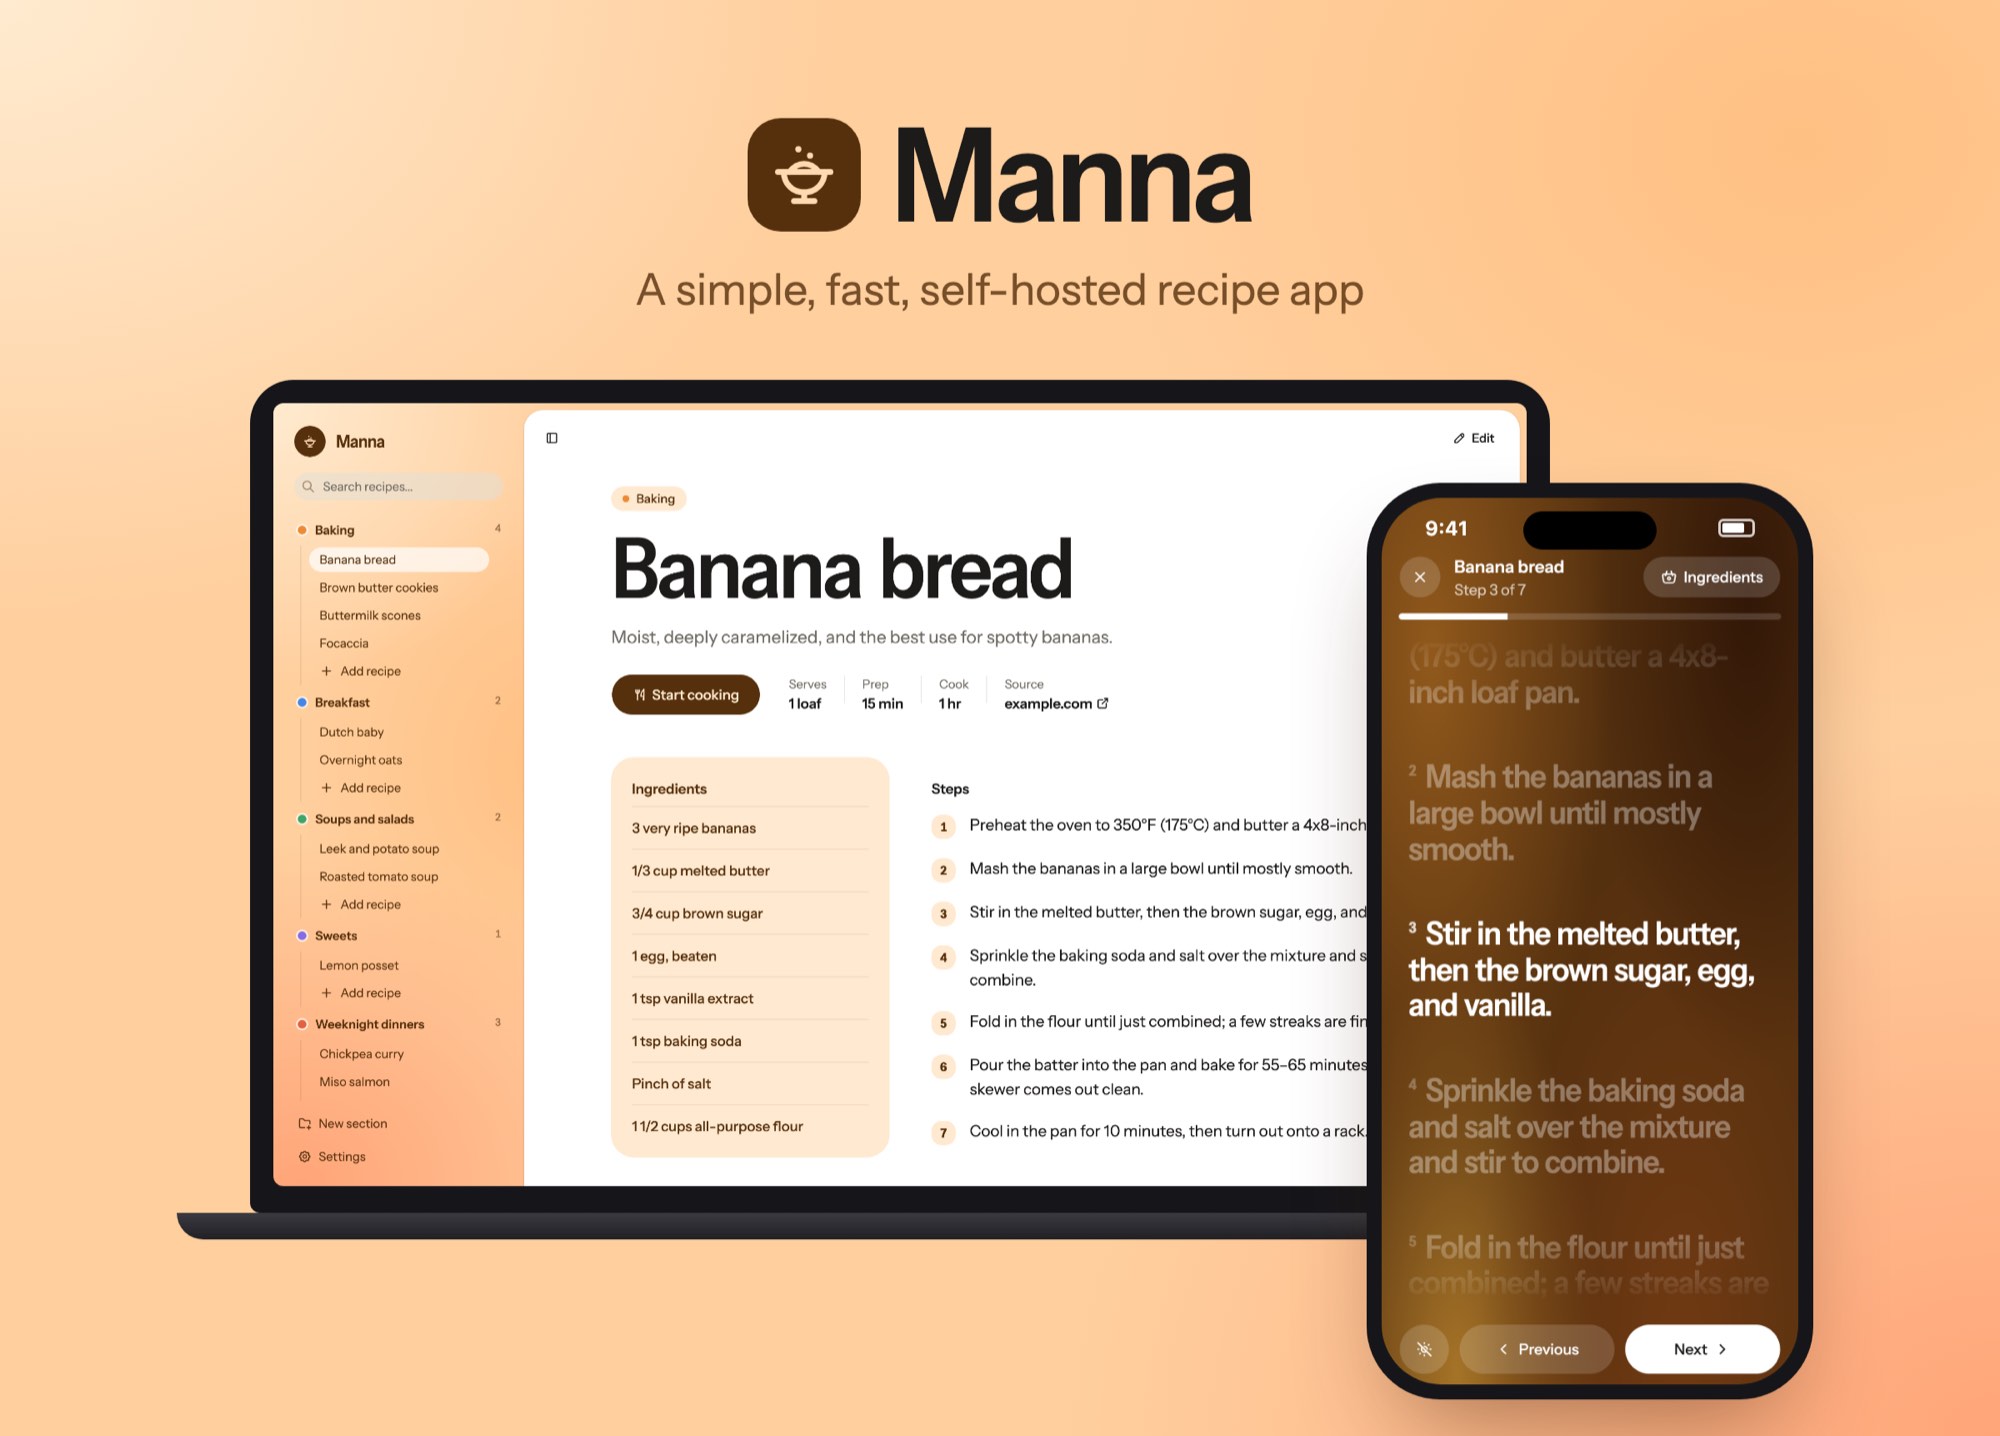 Manna
A simple, fast, self-hosted recipe app
Manna
Search recipes...
Baking 4
Banana bread
Brown butter cookies
Buttermilk scones
Focaccia
+ Add recipe
Breakfast 2
Dutch baby
Overnight oats
+ Add recipe
Soups and salads 2
Leek and potato soup
Roasted tomato soup
+ Add recipe
Sweets 1
Lemon posset
+ Add recipe
Weeknight dinners 3
Chickpea curry
Miso salmon
New section
Settings
Edit
Baking
Banana bread
Moist, deeply caramelized, and the best use for spotty bananas.
Start cooking
Serves
1 loaf
Prep
15 min
Cook
1 hr
Source
example.com
Ingredients
3 very ripe bananas
1/3 cup melted butter
3/4 cup brown sugar
1 egg, beaten
1 tsp vanilla extract
1 tsp baking soda
Pinch of salt
1 1/2 cups all-purpose flour
Steps
1 Preheat the oven to 350°F (175°C) and butter a 4x8-inch
2 Mash the bananas in a large bowl until mostly smooth.
3 Stir in the melted butter, then the brown sugar, egg, and
4 Sprinkle the baking soda and salt over the mixture and s
combine.
5 Fold in the flour until just combined; a few streaks are fin
6 Pour the batter into the pan and bake for 55–65 minutes
skewer comes out clean.
7 Cool in the pan for 10 minutes, then turn out onto a rack.
9:41
Banana bread
Step 3 of 7
Ingredients
(175°C) and butter a 4x8-
inch loaf pan.
2 Mash the bananas in a
large bowl until mostly
smooth.
3 Stir in the melted butter,
then the brown sugar, egg,
and vanilla.
4 Sprinkle the baking soda
and salt over the mixture
and stir to combine.
5 Fold in the flour until just
combined; a few streaks are
Previous
Next